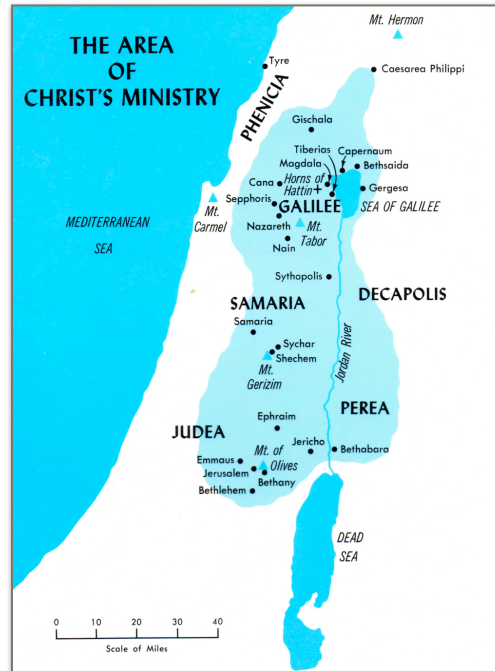 THE AREA
OF
CHRIST'S MINISTRY
Mt. Hermon
Tyre
Caesarea Philippi
PHENICIA
Gischala
Tiberias
Capernaum
Magdala
Bethsaida
Cana
Horns of
Hattin
Gergesa
Sepphoris
GALILEE
SEA OF GALILEE
Mt.
Carmel
MEDITERRANEAN
SEA
Nazareth
Mt.
Tabor
Nain
Sythopolis
DECAPOLIS
SAMARIA
Samaria
Sychar
Shechem
Mt.
Gerizim
Jordan River
Ephraim
PEREA
JUDEA
Jericho
Bethabara
Mt. of
Olives
Emmaus
Jerusalem
Bethany
Bethlehem
DEAD
SEA
0 10 20 30 40
Scale of Miles